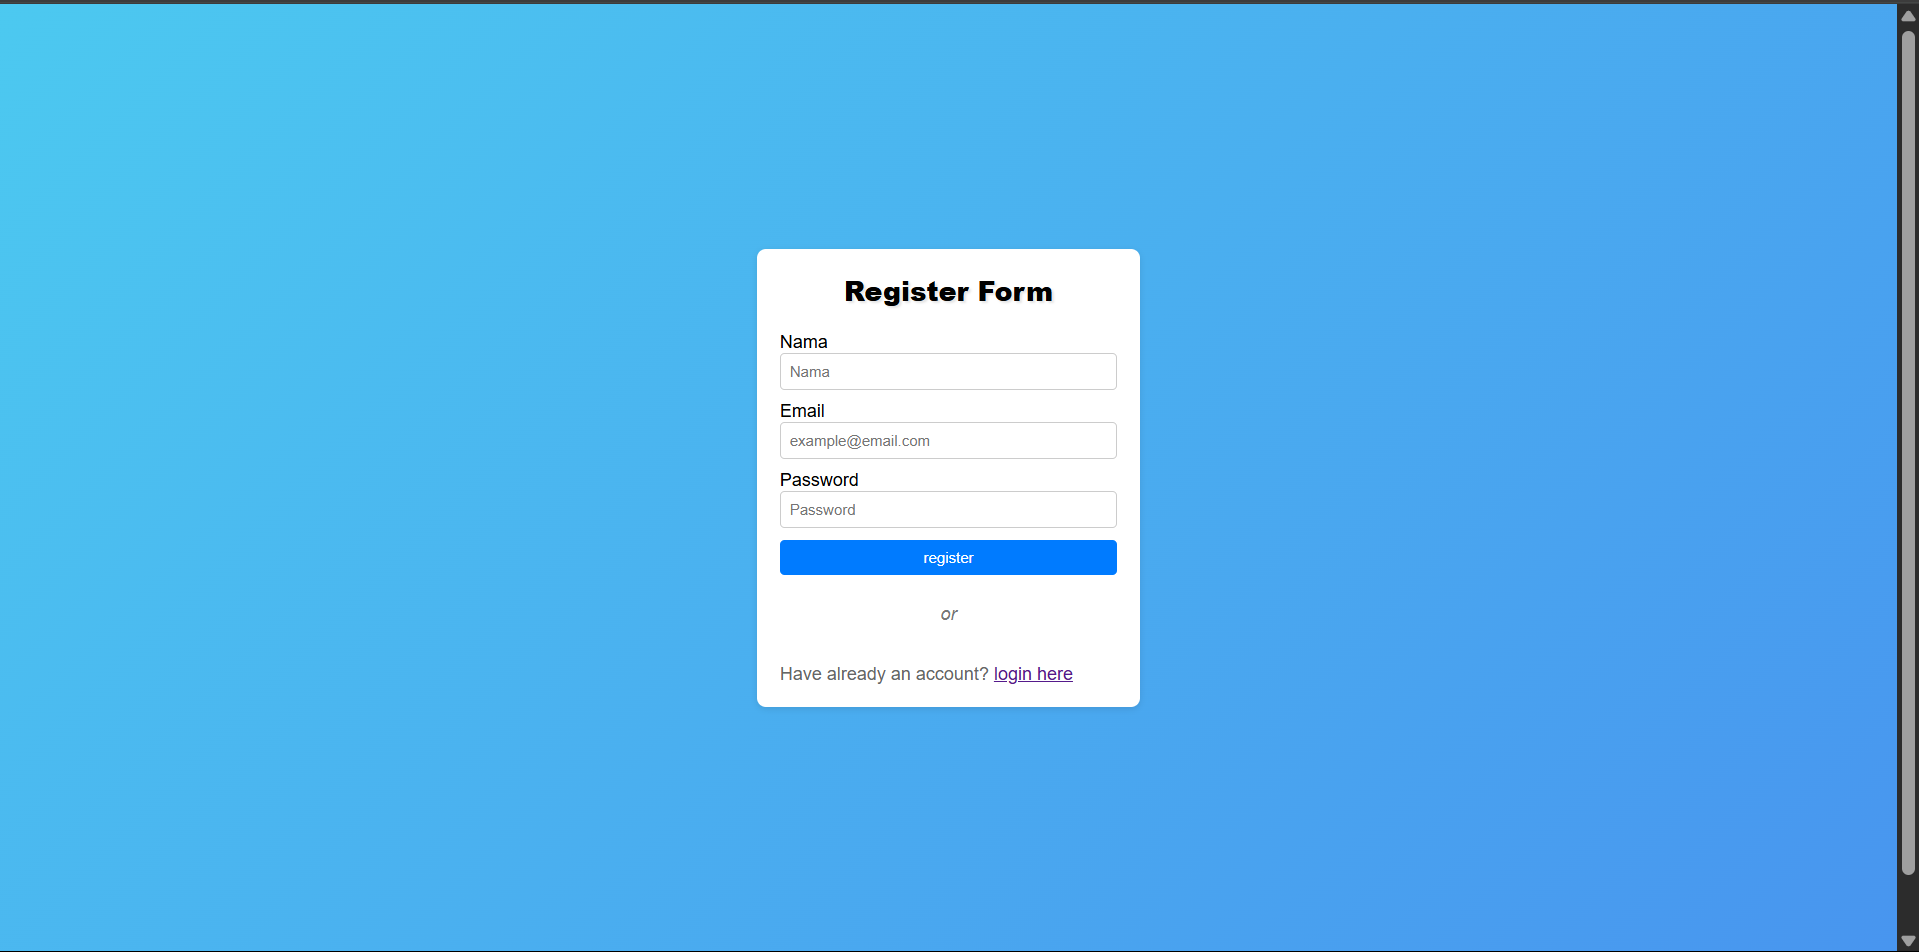 Register Form
Nama
Nama
Email
example@email.com
Password
Password
register
or
Have already an account? login here